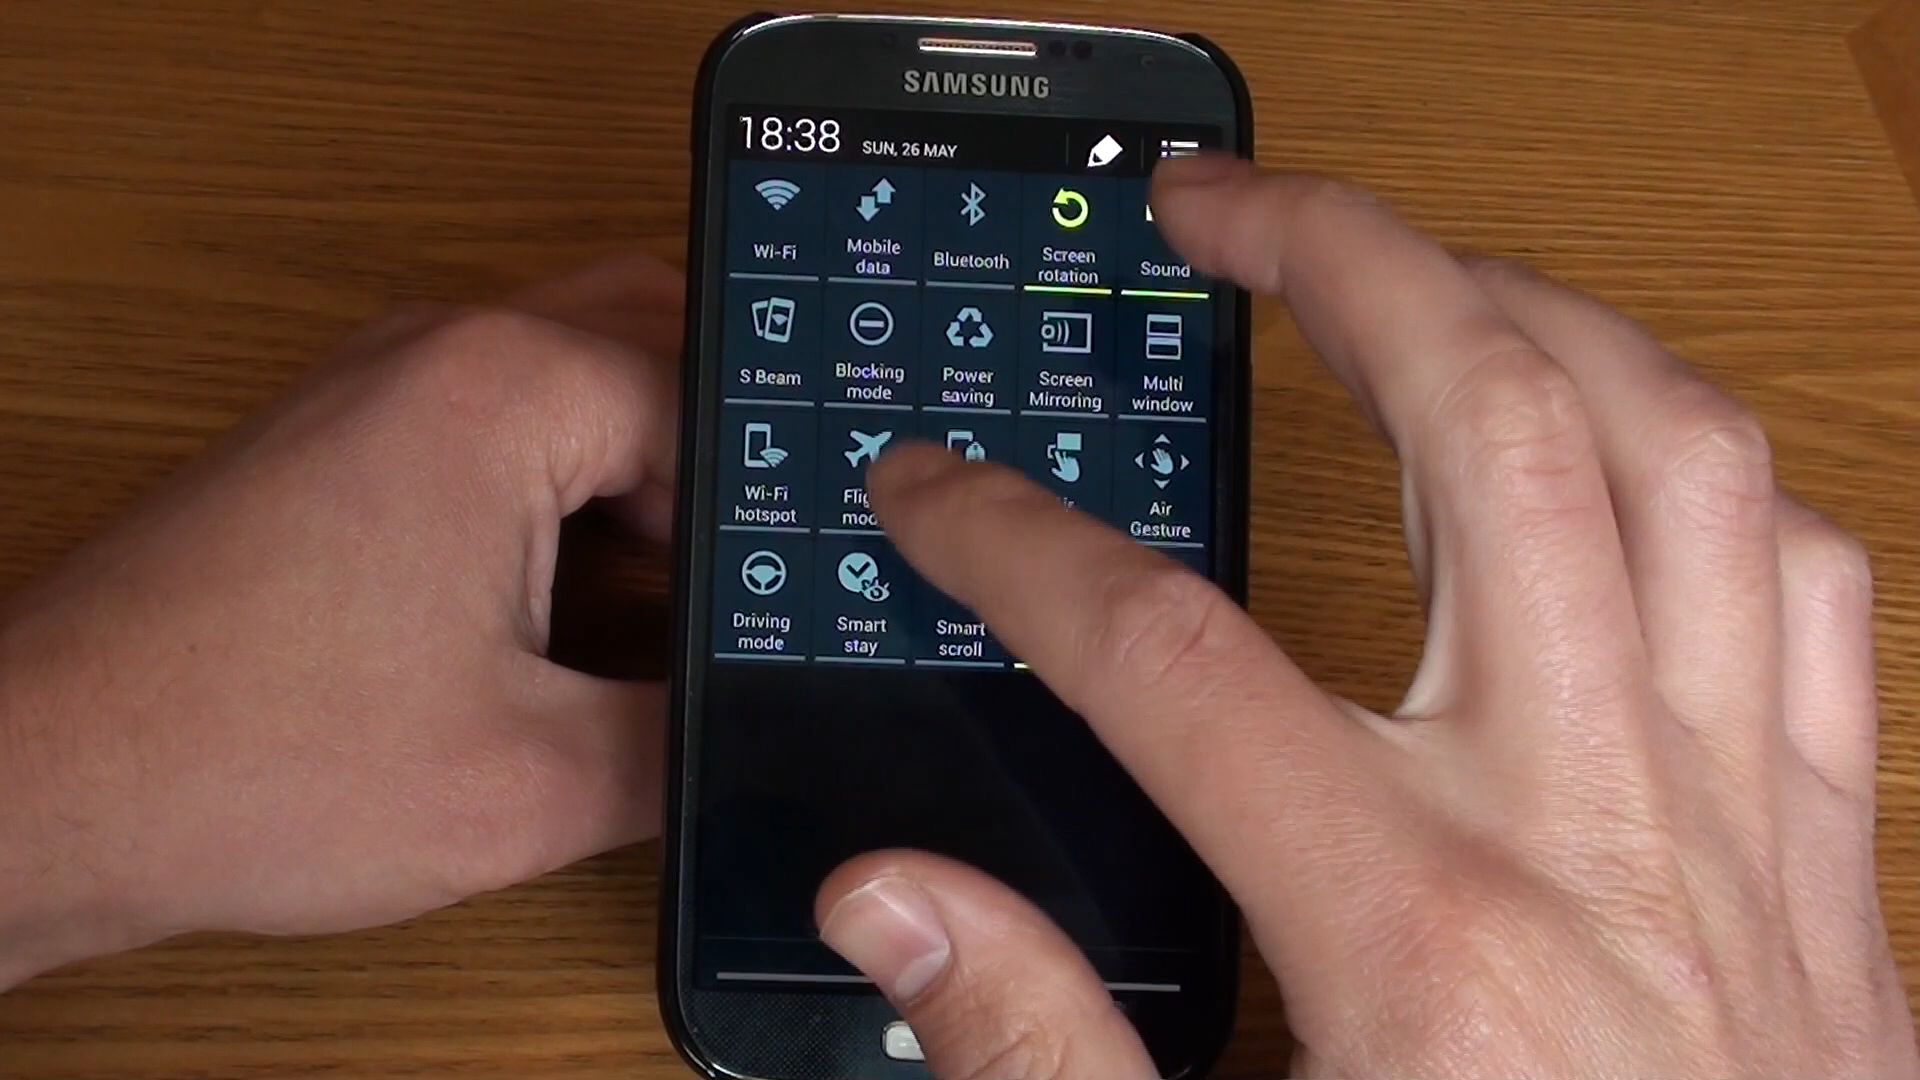 SAMSUNG
18:38 SUN, 26 MAY
Wi-Fi
Mobile
data
Bluetooth
Screen
rotation
Sound
S Beam
Blocking
mode
Power
saving
Screen
Mirroring
Multi
window
Wi-Fi
hotspot
Air
Gesture
Driving
mode
Smart
stay
Smart
scroll